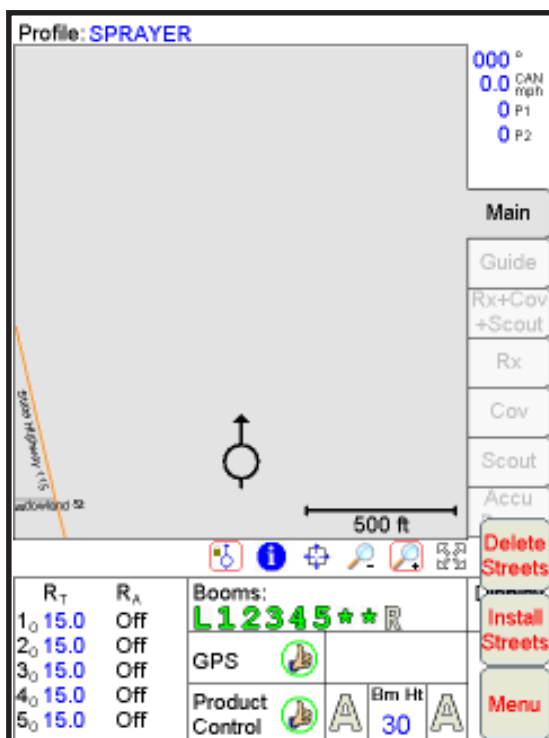 Profile: SPRAYER
000 °
0.0 CAN mph
0 P1
0 P2
Main
Guide
Rx+Cov
+Scout
Rx
Cov
Scout
Accu
State Highway 115
500 ft
Delete
Streets
Install
Streets
Menu
RT RA
1 15.0 Off
2 15.0 Off
3 15.0 Off
4 15.0 Off
5 15.0 Off
Booms:
L12345**R
GPS
Product
Control
A
Bm Ht
30
A